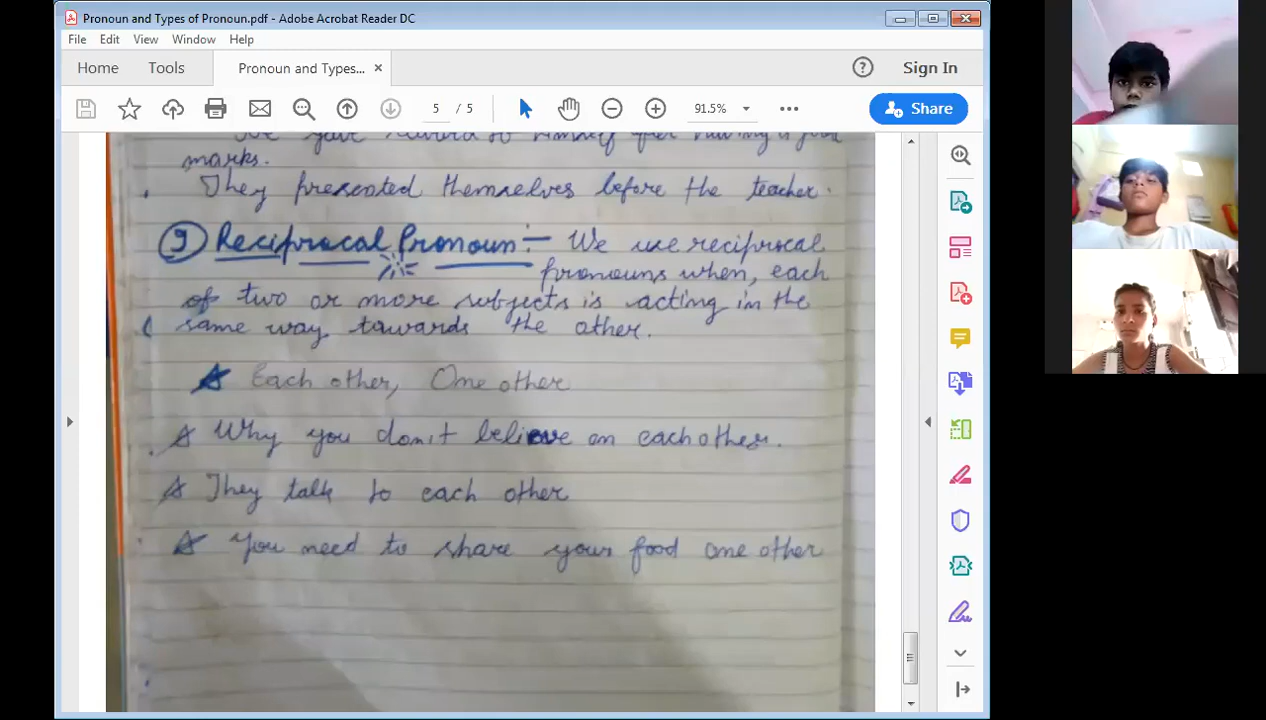 Pronoun and Types of Pronoun.pdf - Adobe Acrobat Reader DC
File Edit View Window Help
Home Tools Pronoun and Types... × Sign In
5 / 5 91.5% Share
himself after having
marks.
They presented themselves before the teacher.
9 Reciprocal Pronoun :- We use reciprocal
pronouns when, each
of two or more subjects is acting in the
same way towards the other.
Each other, One other
Why you don't believe on each other.
They talk to each other
You need to share your food one other